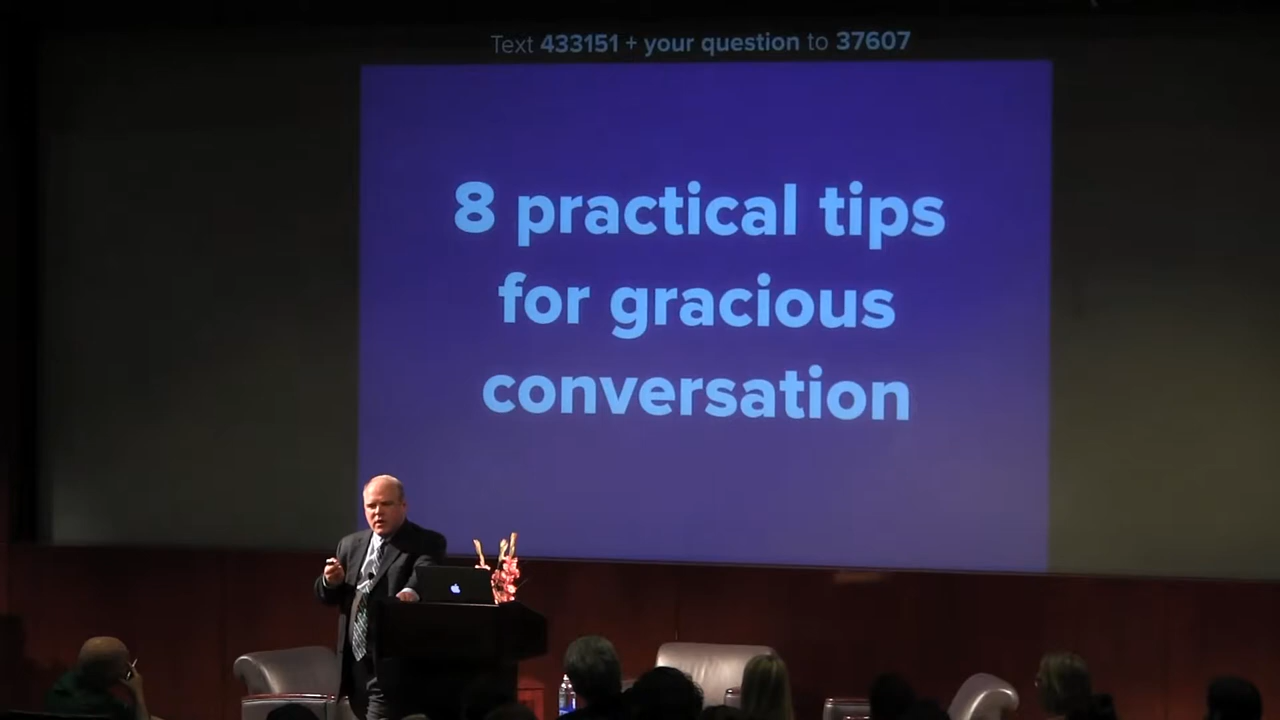 Text 433151 + your question to 37607
8 practical tips
for gracious
conversation